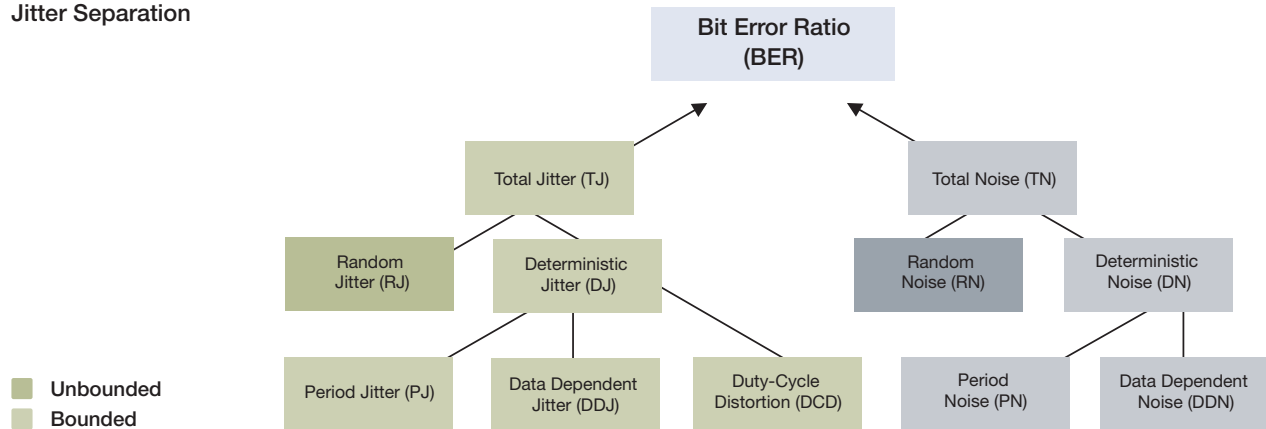 Jitter Separation
Bit Error Ratio
(BER)
Total Jitter (TJ)
Total Noise (TN)
Random
Jitter (RJ)
Deterministic
Jitter (DJ)
Random
Noise (RN)
Deterministic
Noise (DN)
Period Jitter (PJ)
Data Dependent
Jitter (DDJ)
Duty-Cycle
Distortion (DCD)
Period
Noise (PN)
Data Dependent
Noise (DDN)
Unbounded
Bounded